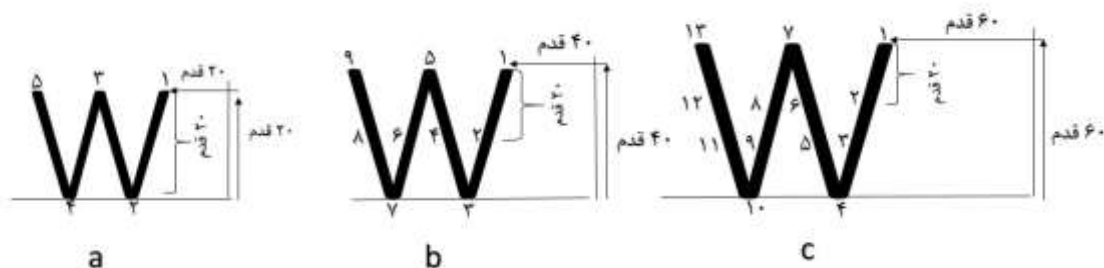 ۵ ۳ ۱ ۲۰ قدم
۲۰ قدم
۲۰ قدم
۴ ۲
a
۹ ۵ ۱ ۴۰ قدم
۲۰ قدم
۸ ۶ ۴ ۲
۴۰ قدم
۷ ۳
b
۱۳ ۷ ۱ ۶۰ قدم
۲۰ قدم
۱۲ ۸ ۶ ۲
۱۱ ۹ ۵ ۳
۶۰ قدم
۱۰ ۴
c